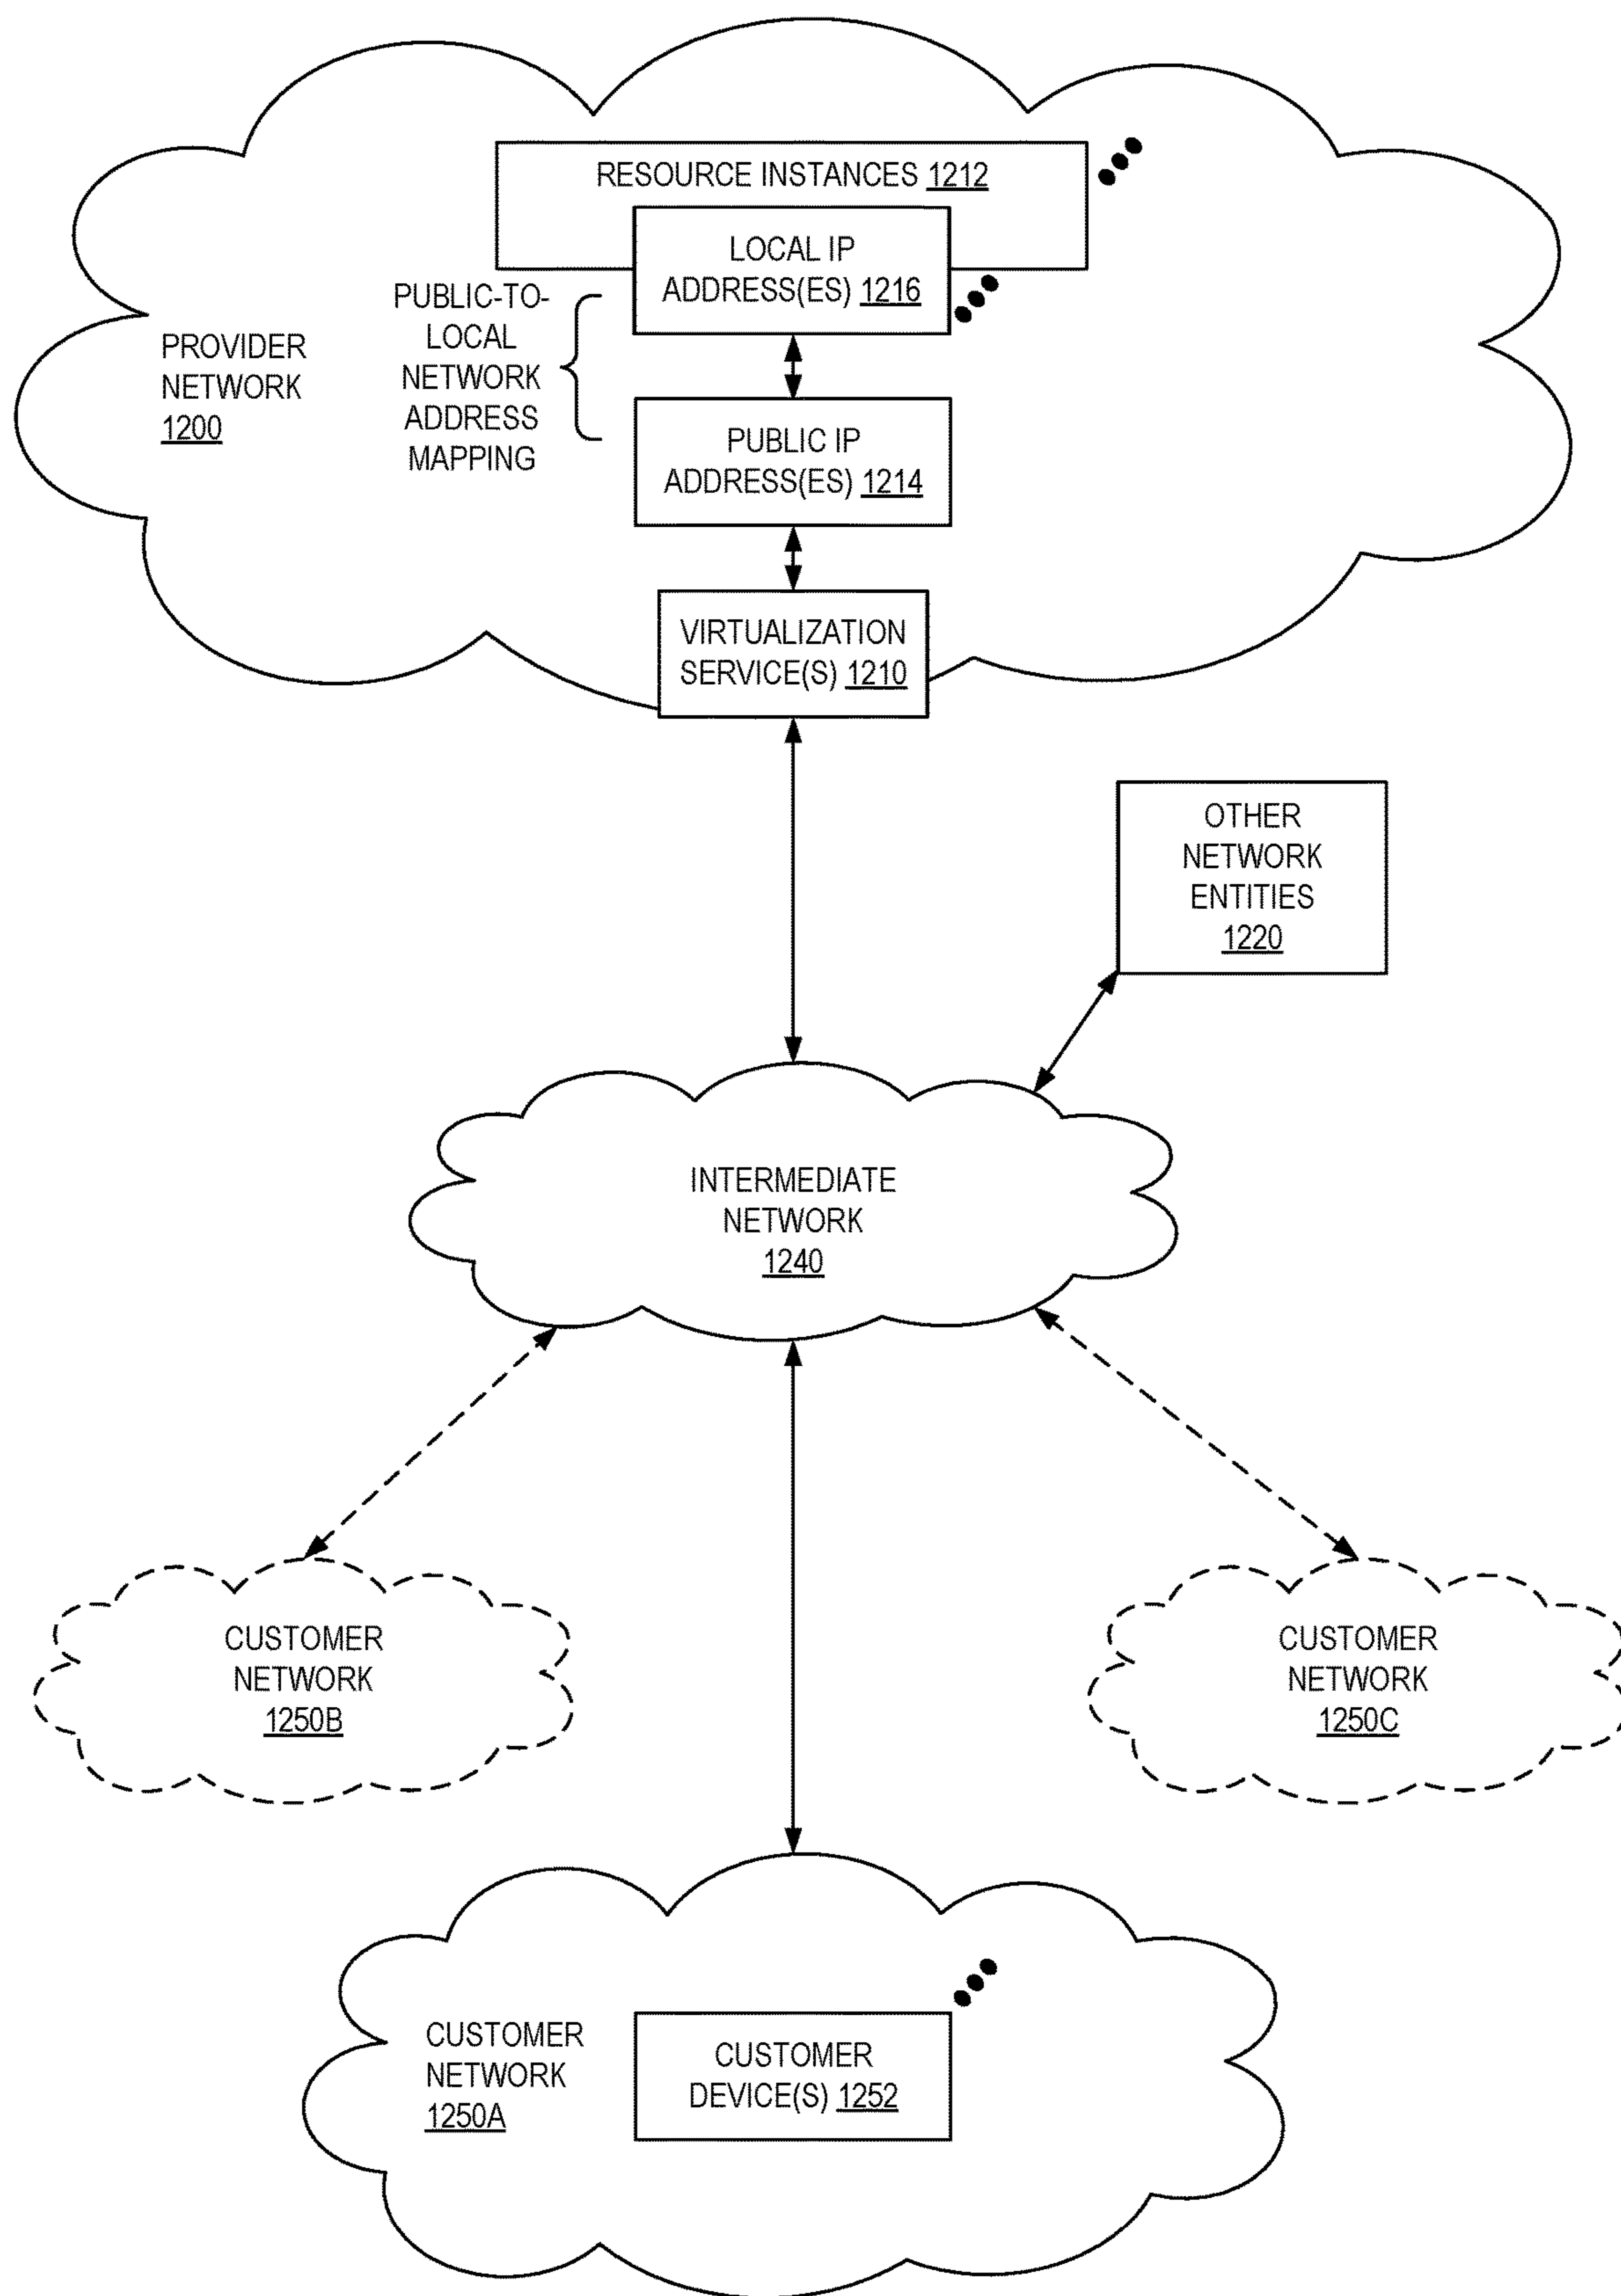 RESOURCE INSTANCES 1212
LOCAL IP
ADDRESS(ES) 1216
PUBLIC-TO-
LOCAL
NETWORK
ADDRESS
MAPPING
PROVIDER
NETWORK
1200
PUBLIC IP
ADDRESS(ES) 1214
VIRTUALIZATION
SERVICE(S) 1210
OTHER
NETWORK
ENTITIES
1220
INTERMEDIATE
NETWORK
1240
CUSTOMER
NETWORK
1250B
CUSTOMER
NETWORK
1250C
CUSTOMER
NETWORK
1250A
CUSTOMER
DEVICE(S) 1252